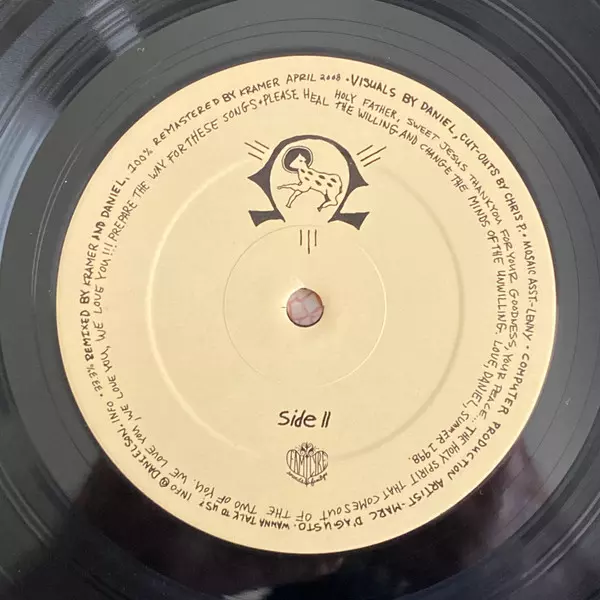 33.3% REMIXED BY KRAMER AND DANIEL, 100% REMASTERED BY KRAMER APRIL 2008 • VISUALS BY DANIEL, CUT-OUTS BY CHRIS P. • MOSAIC ASST.-LENNY • COMPUTER PRODUCTION ARTIST-MARC D'AGUSTO • WANNA TALK TO US? INFO @ DANIELSON.INFO •
HOLY FATHER, SWEET JESUS THANKYOU FOR YOUR GOODNESS, YOUR PEACE. THE HOLY SPIRIT THAT COMES OUT OF THE TWO OF YOU. WE LOVE YOU, WE LOVE YOU, WE LOVE YOU!!! PREPARE THE WAY FOR THESE SONGS • PLEASE HEAL THE WILLING AND CHANGE THE MINDS OF THE UNWILLING. LOVE, DANIEL SUMMER 1998.
Side II